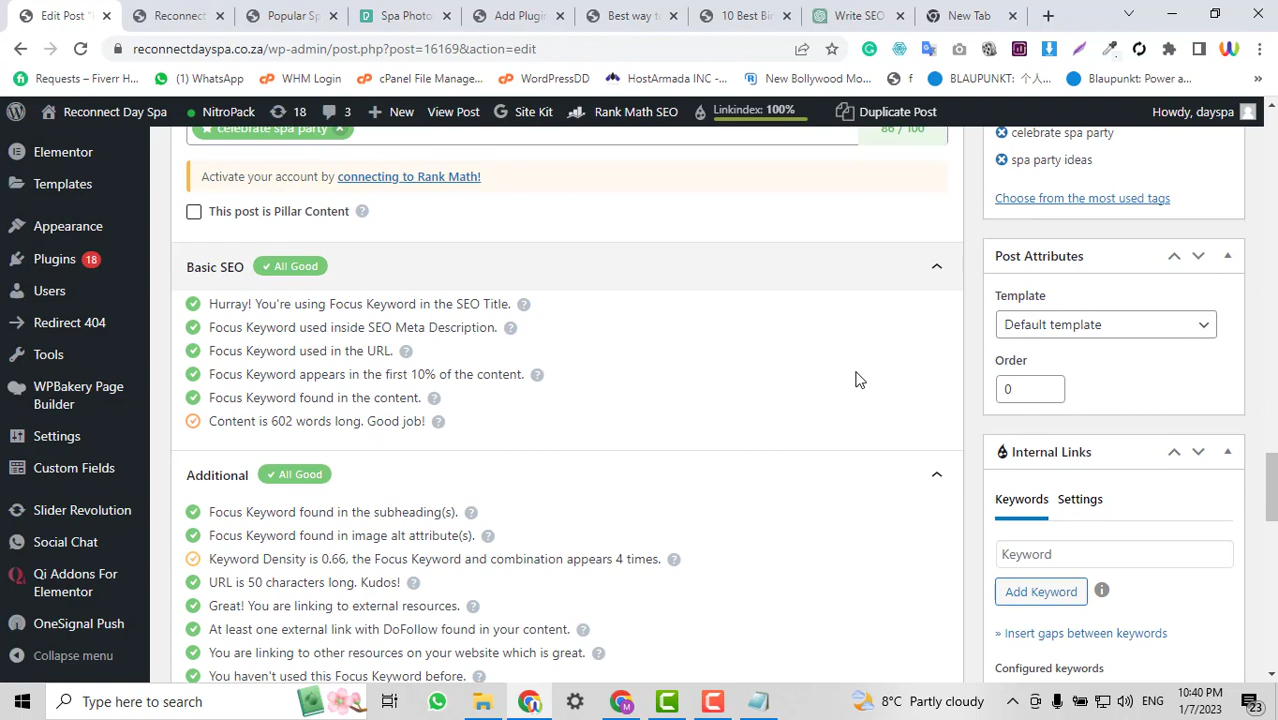 Edit Post "
Reconnect
Popular Sp
Spa Photo
Add Plugin
Best way to
10 Best Bir
Write SEO
New Tab
reconnectdayspa.co.za/wp-admin/post.php?post=16169&action=edit
Requests – Fiverr H...
(1) WhatsApp
WHM Login
cPanel File Manage...
WordPressDD
HostArmada INC -...
New Bollywood Mo...
f
BLAUPUNKT: 个人...
Blaupunkt: Power a...
»
Reconnect Day Spa
NitroPack
18
3
New
View Post
Site Kit
Rank Math SEO
Linkindex: 100%
Duplicate Post
Howdy, dayspa
Elementor
Templates
Appearance
Plugins 18
Users
Redirect 404
Tools
WPBakery Page
Builder
Settings
Custom Fields
Slider Revolution
Social Chat
Qi Addons For
Elementor
OneSignal Push
Collapse menu
celebrate spa party
86 / 100
Activate your account by connecting to Rank Math!
This post is Pillar Content
Basic SEO All Good
Hurray! You're using Focus Keyword in the SEO Title.
Focus Keyword used inside SEO Meta Description.
Focus Keyword used in the URL.
Focus Keyword appears in the first 10% of the content.
Focus Keyword found in the content.
Content is 602 words long. Good job!
Additional All Good
Focus Keyword found in the subheading(s).
Focus Keyword found in image alt attribute(s).
Keyword Density is 0.66, the Focus Keyword and combination appears 4 times.
URL is 50 characters long. Kudos!
Great! You are linking to external resources.
At least one external link with DoFollow found in your content.
You are linking to other resources on your website which is great.
You haven't used this Focus Keyword before.
celebrate spa party
spa party ideas
Choose from the most used tags
Post Attributes
Template
Default template
Order
0
Internal Links
Keywords Settings
Keyword
Add Keyword
» Insert gaps between keywords
Configured keywords
Type here to search
8°C Partly cloudy
10:40 PM
1/7/2023
23